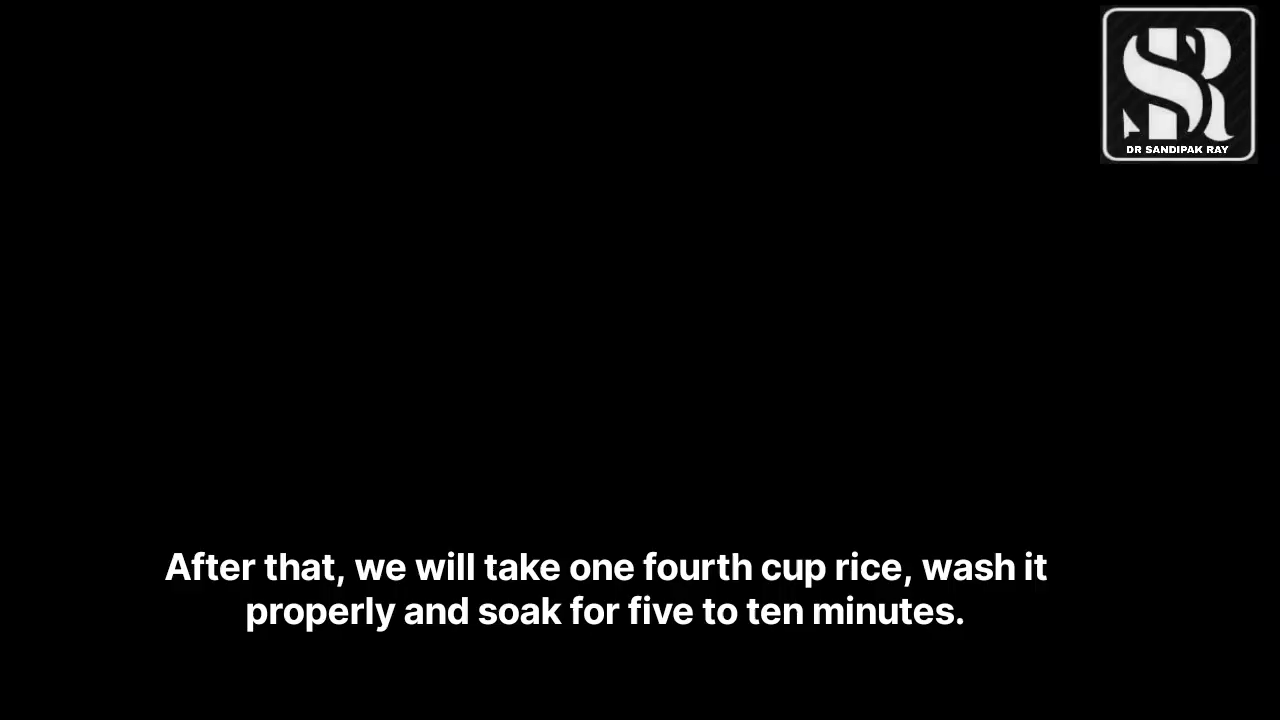 SR
DR SANDIPAK RAY
After that, we will take one fourth cup rice, wash it
properly and soak for five to ten minutes.